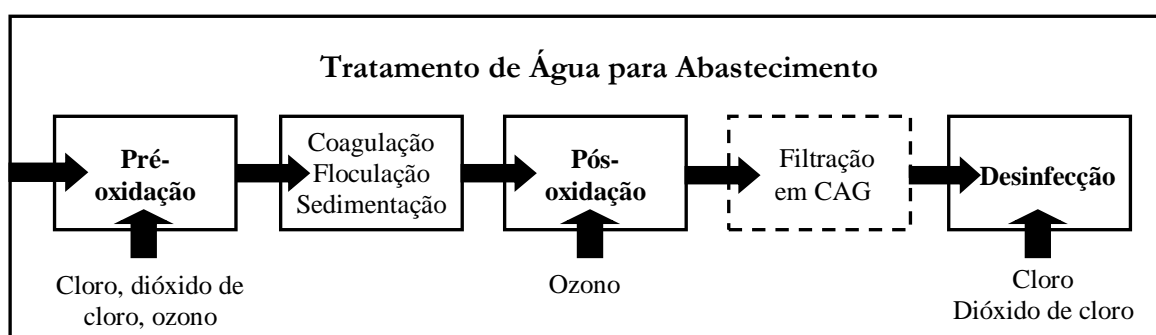 Tratamento de Água para Abastecimento
Pré-
oxidação
Coagulação
Floculação
Sedimentação
Pós-
oxidação
Filtração
em CAG
Desinfecção
Cloro, dióxido de
cloro, ozono
Ozono
Cloro
Dióxido de cloro